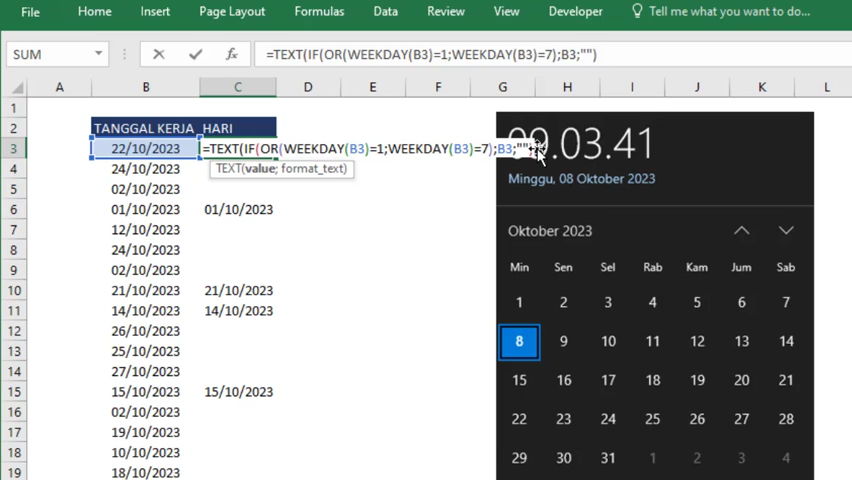 File Home Insert Page Layout Formulas Data Review View Developer Tell me what you want to do...
SUM =TEXT(IF(OR(WEEKDAY(B3)=1;WEEKDAY(B3)=7);B3;"")
A B C D E F G H I J K L
1
2 TANGGAL KERJA HARI
3 22/10/2023 =TEXT(IF(OR(WEEKDAY(B3)=1;WEEKDAY(B3)=7);B3;"")
TEXT(value; format_text)
4 24/10/2023
5 02/10/2023
6 01/10/2023 01/10/2023
7 12/10/2023
8 24/10/2023
9 02/10/2023
10 21/10/2023 21/10/2023
11 14/10/2023 14/10/2023
12 26/10/2023
13 25/10/2023
14 27/10/2023
15 15/10/2023 15/10/2023
16 02/10/2023
17 19/10/2023
18 10/10/2023
19 18/10/2023
09.03.41
Minggu, 08 Oktober 2023
Oktober 2023
Min Sen Sel Rab Kam Jum Sab
1 2 3 4 5 6 7
8 9 10 11 12 13 14
15 16 17 18 19 20 21
22 23 24 25 26 27 28
29 30 31 1 2 3 4